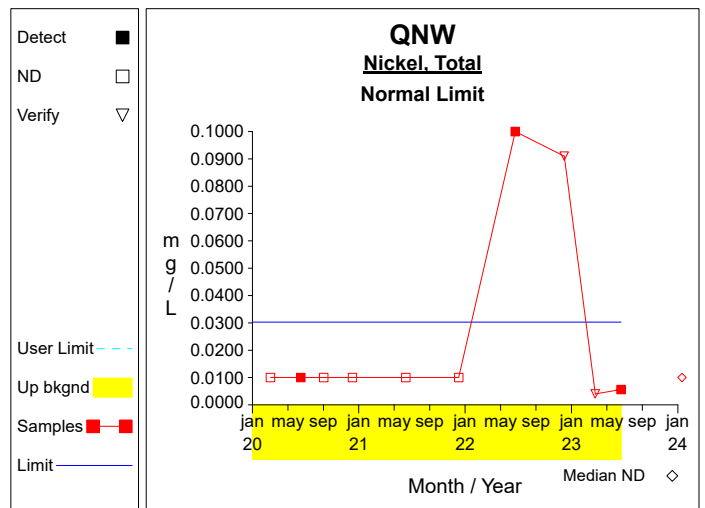 Detect
ND
Verify
User Limit
Up bkgnd
Samples
Limit
QNW
Nickel, Total
Normal Limit
0.1000
0.0900
0.0800
0.0700
0.0600
0.0500
0.0400
0.0300
0.0200
0.0100
0.0000
m
g
/
L
jan may sep jan may sep jan may sep jan may sep jan
20 21 22 23 24
Month / Year
Median ND